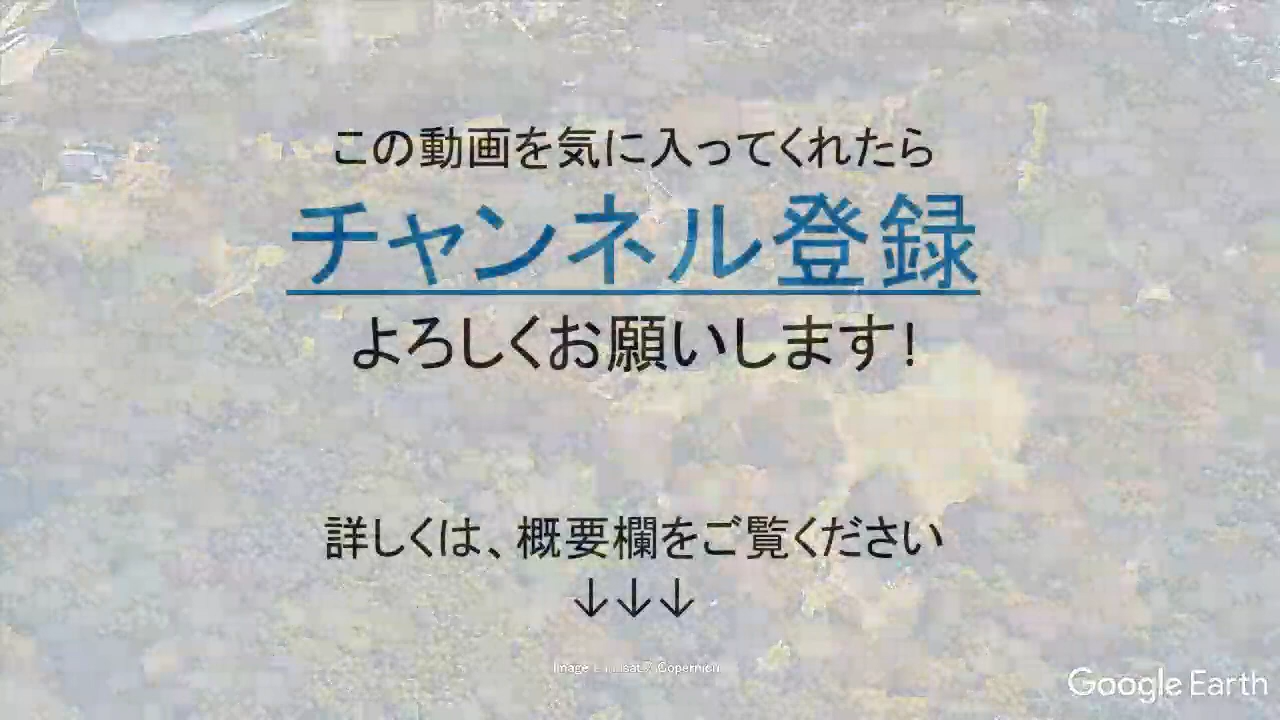 この動画を気に入ってくれたら
チャンネル登録
よろしくお願いします!
詳しくは、概要欄をご覧ください
↓↓↓
Image
Google Earth